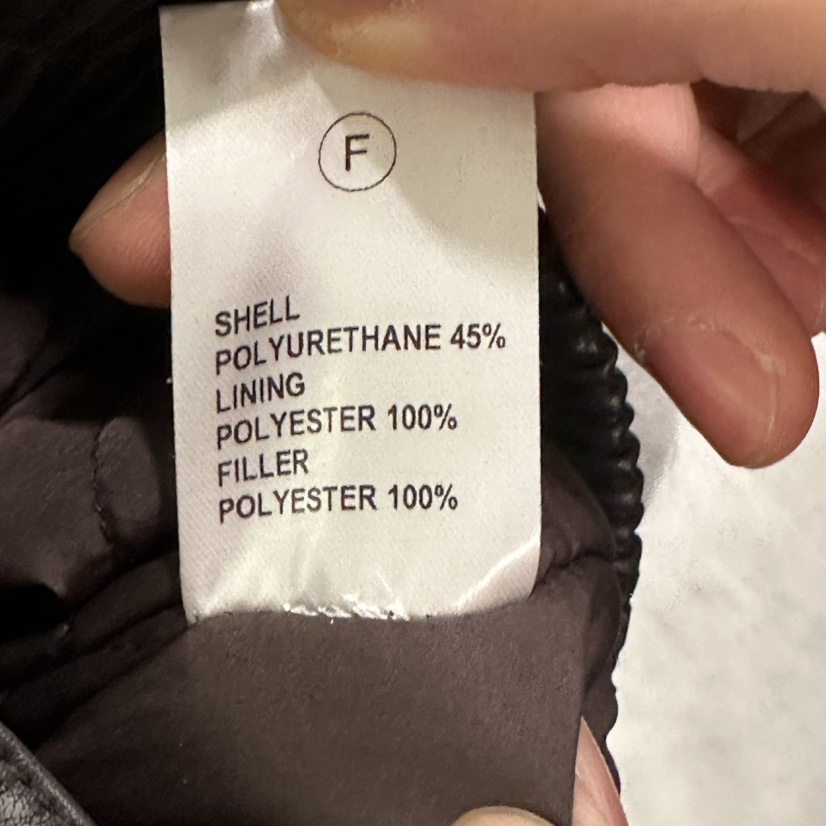 F
SHELL
POLYURETHANE 45%
LINING
POLYESTER 100%
FILLER
POLYESTER 100%